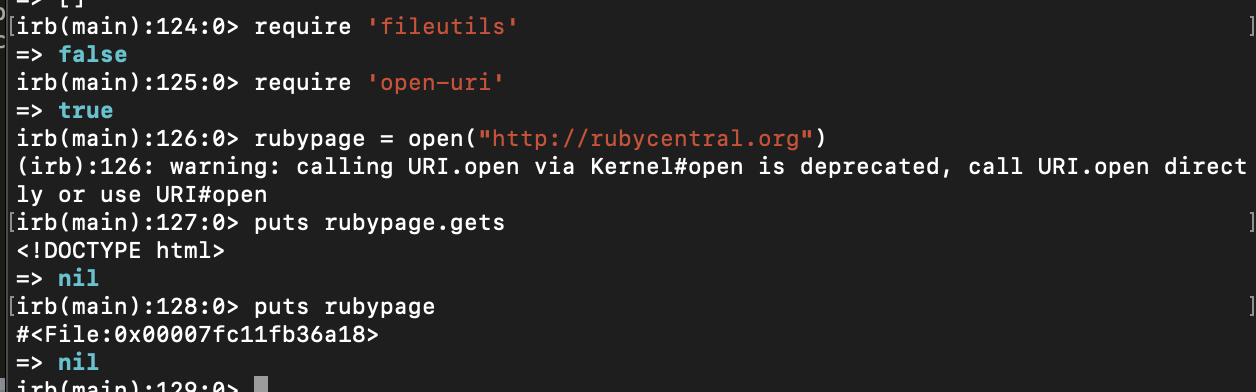 => []
irb(main):124:0> require 'fileutils'
=> false
irb(main):125:0> require 'open-uri'
=> true
irb(main):126:0> rubypage = open("http://rubycentral.org")
(irb):126: warning: calling URI.open via Kernel#open is deprecated, call URI.open direct
ly or use URI#open
irb(main):127:0> puts rubypage.gets
<!DOCTYPE html>
=> nil
irb(main):128:0> puts rubypage
#<File:0x00007fc11fb36a18>
=> nil
irb(main):129:0>